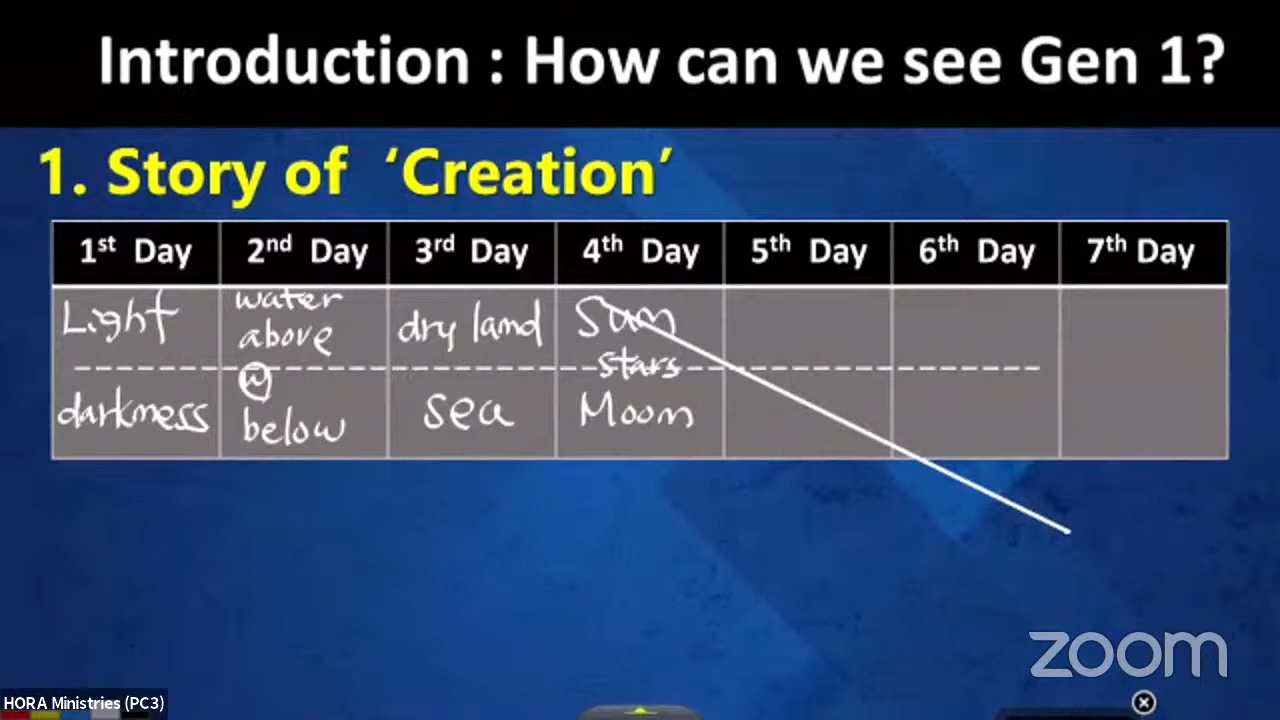 Introduction : How can we see Gen 1?
1. Story of ‘Creation’
1st Day 2nd Day 3rd Day 4th Day 5th Day 6th Day 7th Day
Light
water
above
dry land
Sun
stars
darkness
W
below
sea
Moon
zoom
HORA Ministries (PC3)